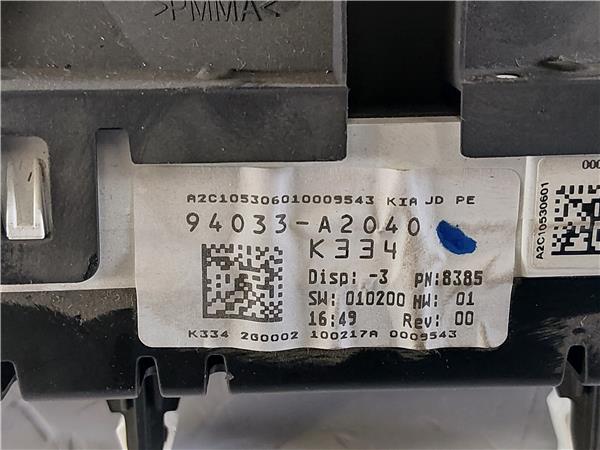 >PMMA<
A2C105306010009543 KIA JD PE
94033-A2040
K334
Disp: -3 PN:8385
SW: 010200 HW: 01
16:49 Rev: 00
K334 2G0002 100217A 0009543
000
A2C10530601